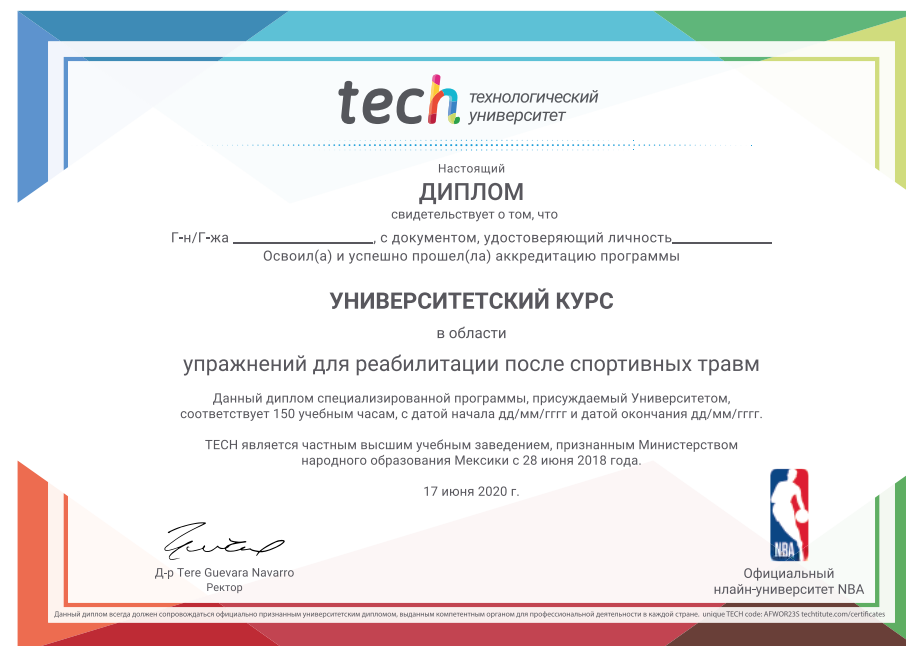 tech технологический
университет
Настоящий
ДИПЛОМ
свидетельствует о том, что
Г-н/Г-жа ____________________, с документом, удостоверяющий личность______________
Освоил(а) и успешно прошел(ла) аккредитацию программы
УНИВЕРСИТЕТСКИЙ КУРС
в области
упражнений для реабилитации после спортивных травм
Данный диплом специализированной программы, присуждаемый Университетом,
соответствует 150 учебным часам, с датой начала дд/мм/гггг и датой окончания дд/мм/гггг.
TECH является частным высшим учебным заведением, признанным Министерством
народного образования Мексики с 28 июня 2018 года.
17 июня 2020 г.
Д-р Tere Guevara Navarro
Ректор
NBA
Официальный
нлайн-университет NBA
Данный диплом всегда должен сопровождаться официально признанным университетским дипломом, выданным компетентным органом для профессиональной деятельности в каждой стране. unique TECH code: AFWOR23S techtitute.com/certificates